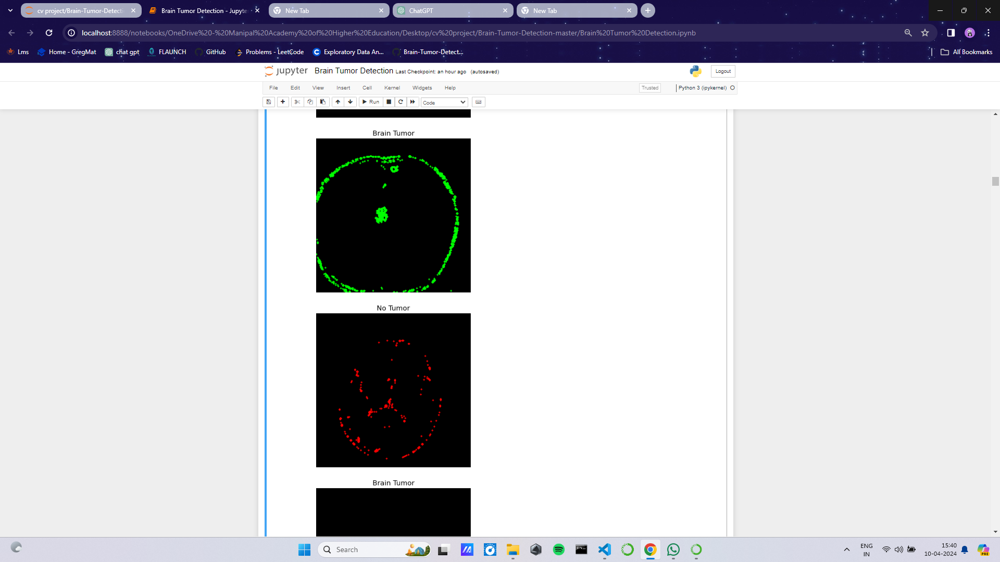 cv project/Brain-Tumor-Detecti
Brain Tumor Detection - Jupyte
New Tab
ChatGPT
New Tab
localhost:8888/notebooks/OneDrive%20-%20Manipal%20Academy%20of%20Higher%20Education/Desktop/cv%20project/Brain-Tumor-Detection-master/Brain%20Tumor%20Detection.ipynb
Lms
Home - GregMat
chat gpt
FLAUNCH
GitHub
Problems - LeetCode
Exploratory Data An...
Brain-Tumor-Detect...
All Bookmarks
jupyter Brain Tumor Detection Last Checkpoint: an hour ago (autosaved)
Logout
File Edit View Insert Cell Kernel Widgets Help
Trusted
Python 3 (ipykernel)
Run
Code
Brain Tumor
No Tumor
Brain Tumor
Search
ENG
IN
15:40
10-04-2024
PRE